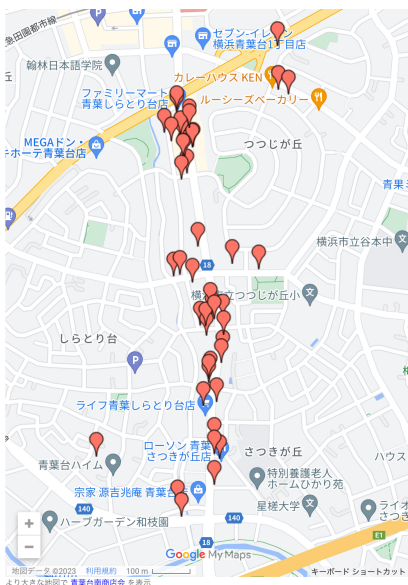 急田園都市線
セブン-イレブン
横浜青葉台1丁目店
翰林日本語学院
カレーハウス KEN
ファミリーマート
青葉しらとり台店
ルーシーズベーカリー
MEGAドン・
キホーテ青葉台店
つつじが丘
丘
青果
横浜市立谷本中
18
立つつじが丘小
しらとり台
P
ライフ青葉しらとり台店
ローソン 青葉
さつきが丘店
さつきが丘
青葉台ハイム
特別養護老人
ホームひかり苑
ハウス
宗家 源吉兆庵 青葉台
星槎大学
140
ハーブガーデン和枝園
140
18
E1
+
−
Google My Maps
地図データ ©2023
利用規約
100 m
キーボード ショートカット
より大きな地図で 青葉台南商店会 を表示